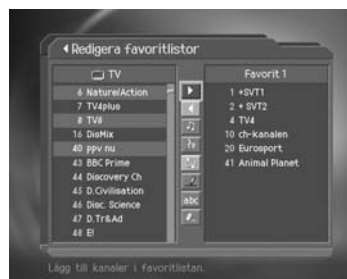 Redigera favoritlistor
TV
6 Nature/Action
7 TV4plus
8 TV8
16 DisMix
40 ppv nu
43 BBC Prime
44 Discovery Ch
45 D.Civilisation
46 Disc. Science
47 D.Tr&Ad
48 E!
abc
Favorit 1
1 +SVT1
2 + SVT2
4 TV4
10 ch-kanalen
20 Eurosport
41 Animal Planet
Lägg till kanaler i favoritlistan.